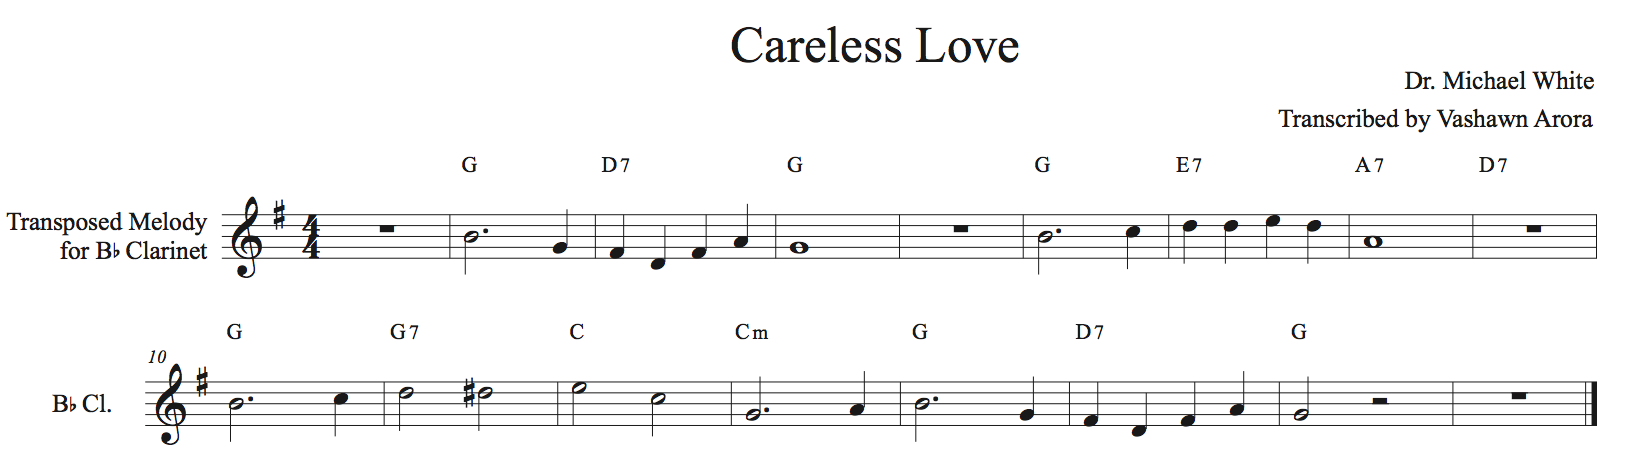 Careless Love
Dr. Michael White
Transcribed by Vashawn Arora
G D7 G G E7 A7 D7
Transposed Melody
for B♭ Clarinet
4
4
G G7 C Cm G D7 G
10
B♭ Cl.